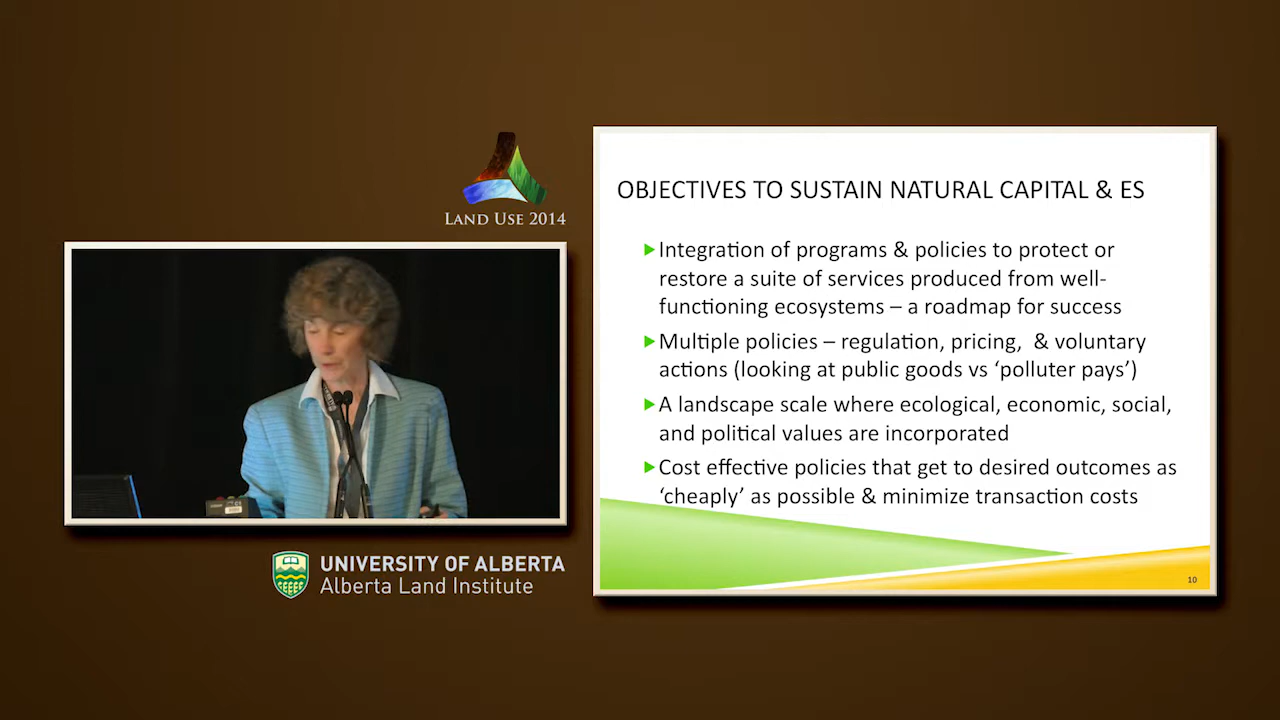 LAND USE 2014
UNIVERSITY OF ALBERTA
Alberta Land Institute
OBJECTIVES TO SUSTAIN NATURAL CAPITAL & ES
Integration of programs & policies to protect or
restore a suite of services produced from well-
functioning ecosystems – a roadmap for success
Multiple policies – regulation, pricing, & voluntary
actions (looking at public goods vs ‘polluter pays’)
A landscape scale where ecological, economic, social,
and political values are incorporated
Cost effective policies that get to desired outcomes as
‘cheaply’ as possible & minimize transaction costs
10